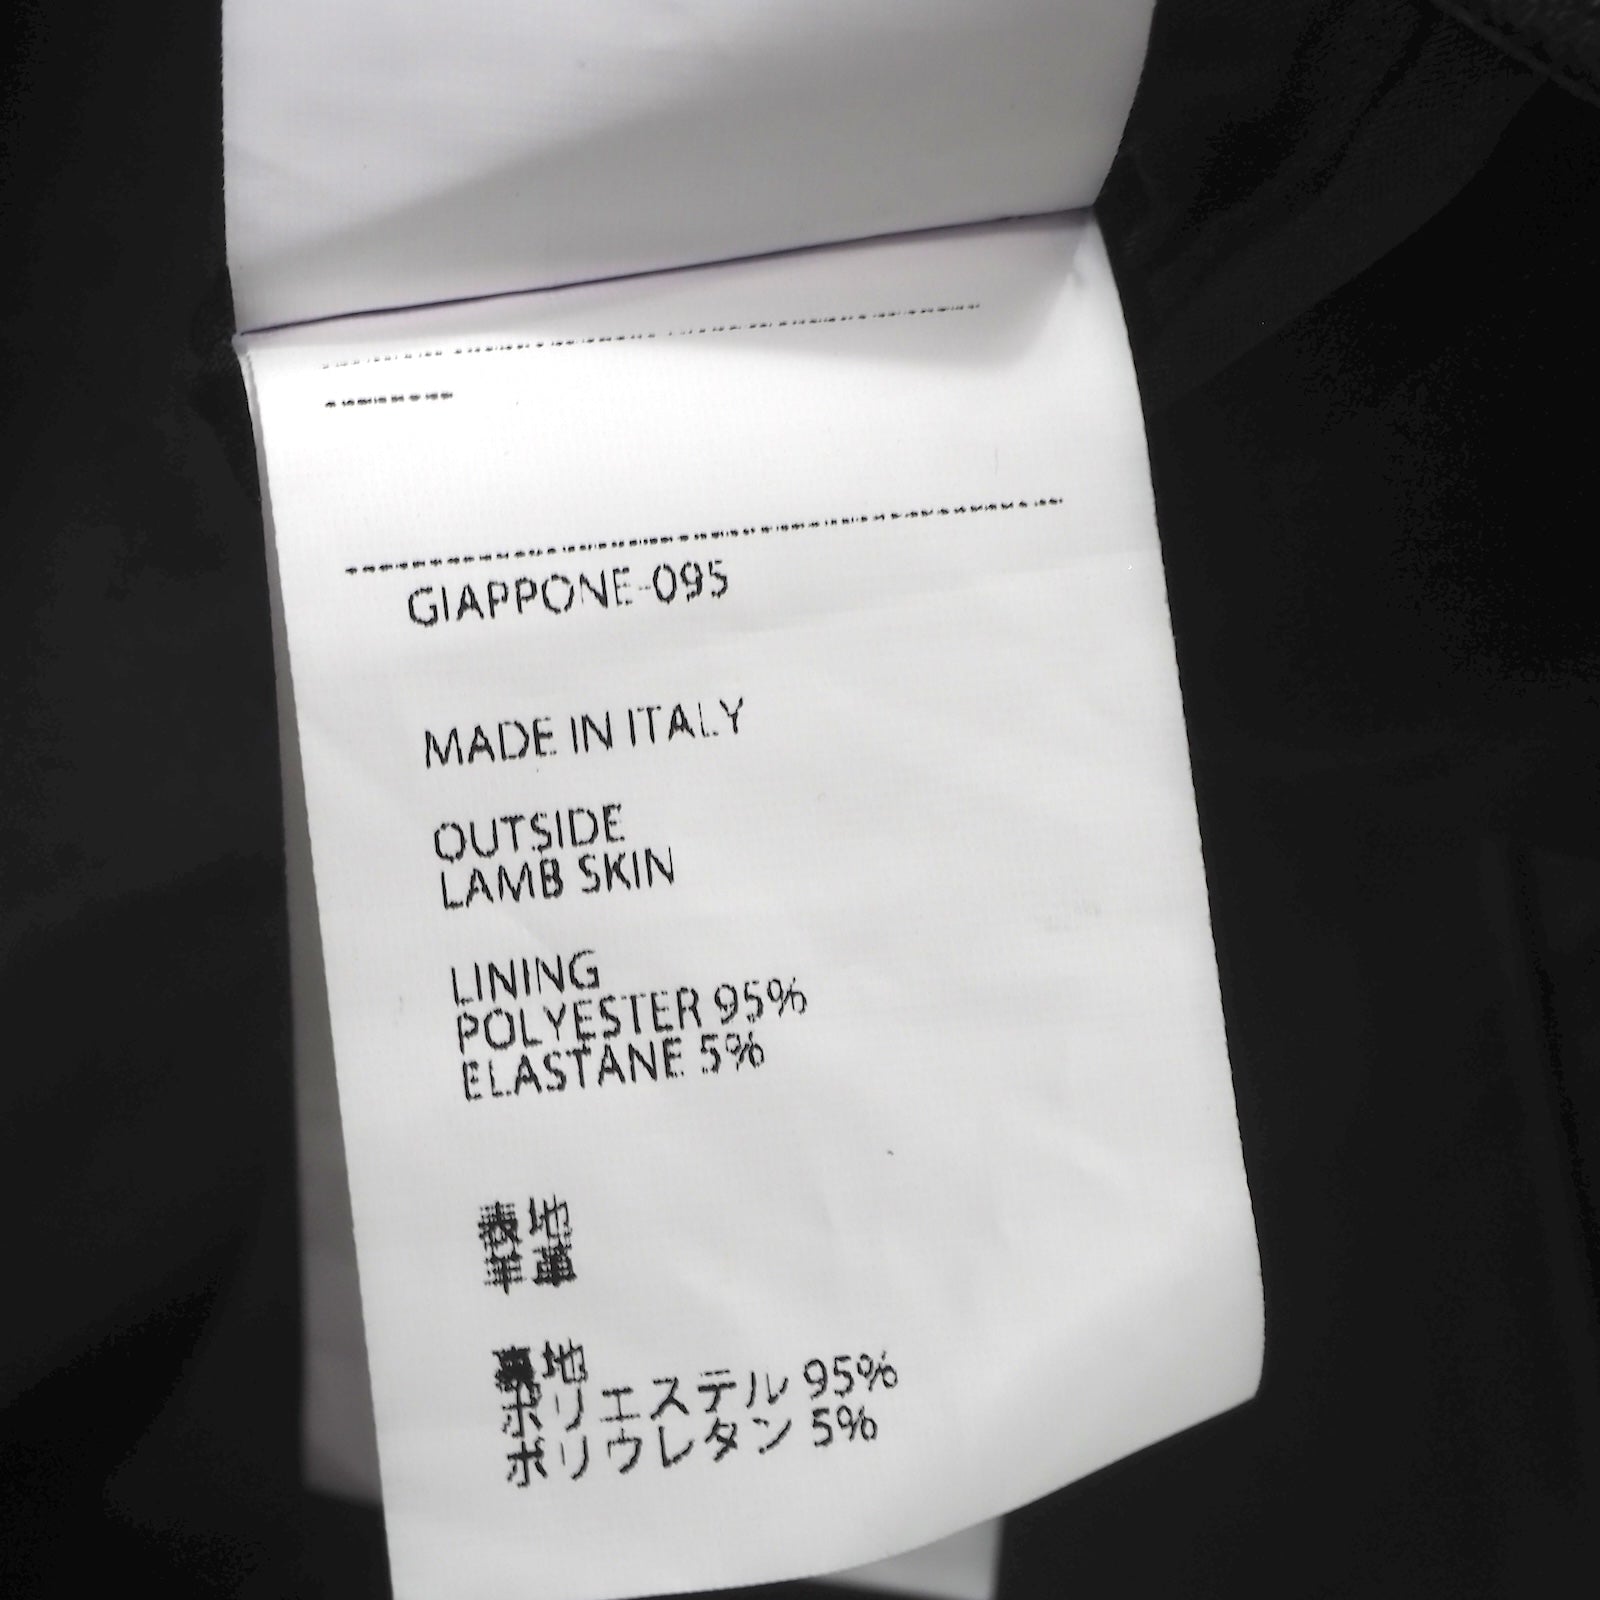 GIAPPONE-095
MADE IN ITALY
OUTSIDE
LAMB SKIN
LINING
POLYESTER 95%
ELASTANE 5%
表地
羊革
裏地
ポリエステル 95%
ポリウレタン 5%